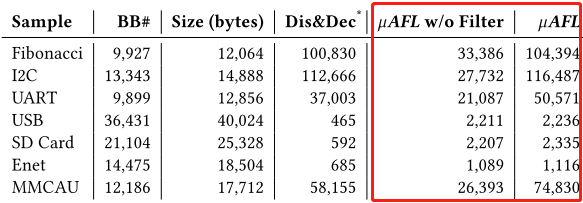 Sample BB# Size (bytes) Dis&Dec* μAFL w/o Filter μAFL
Fibonacci 9,927 12,064 100,830 33,386 104,394
I2C 13,343 14,888 112,666 27,732 116,487
UART 9,899 12,856 37,003 21,087 50,571
USB 36,431 40,024 465 2,211 2,236
SD Card 21,104 25,328 592 2,207 2,335
Enet 14,475 18,504 685 1,089 1,116
MMCAU 12,186 17,712 58,155 26,393 74,830